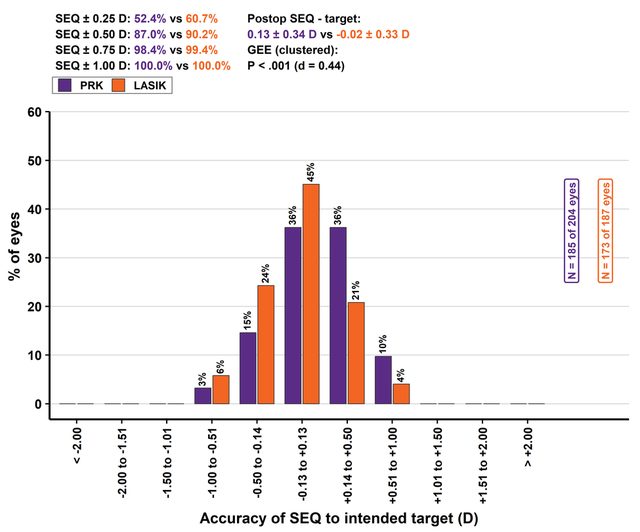 SEQ ± 0.25 D: 52.4% vs 60.7%
SEQ ± 0.50 D: 87.0% vs 90.2%
SEQ ± 0.75 D: 98.4% vs 99.4%
SEQ ± 1.00 D: 100.0% vs 100.0%
Postop SEQ - target:
0.13 ± 0.34 D vs -0.02 ± 0.33 D
GEE (clustered):
P < .001 (d = 0.44)
PRK LASIK
% of eyes
60
50
40
30
20
10
0
3%
6%
15%
24%
36%
45%
36%
21%
10%
4%
N = 185 of 204 eyes
N = 173 of 187 eyes
< -2.00
-2.00 to -1.51
-1.50 to -1.01
-1.00 to -0.51
-0.50 to -0.14
-0.13 to +0.13
+0.14 to +0.50
+0.51 to +1.00
+1.01 to +1.50
+1.51 to +2.00
> +2.00
Accuracy of SEQ to intended target (D)